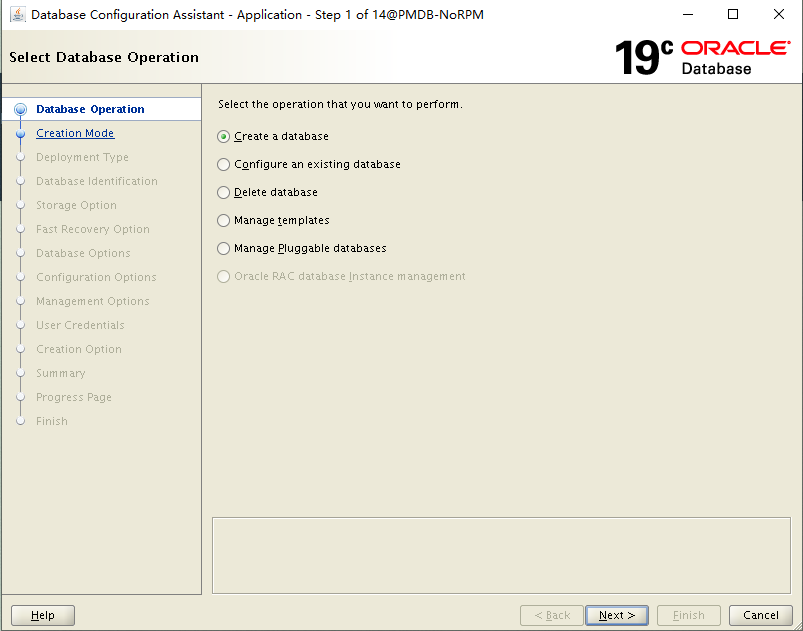 Database Configuration Assistant - Application - Step 1 of 14@PMDB-NoRPM
Select Database Operation
19c ORACLE
Database
Database Operation
Creation Mode
Deployment Type
Database Identification
Storage Option
Fast Recovery Option
Database Options
Configuration Options
Management Options
User Credentials
Creation Option
Summary
Progress Page
Finish
Select the operation that you want to perform.
Create a database
Configure an existing database
Delete database
Manage templates
Manage Pluggable databases
Oracle RAC database Instance management
Help
< Back
Next >
Finish
Cancel